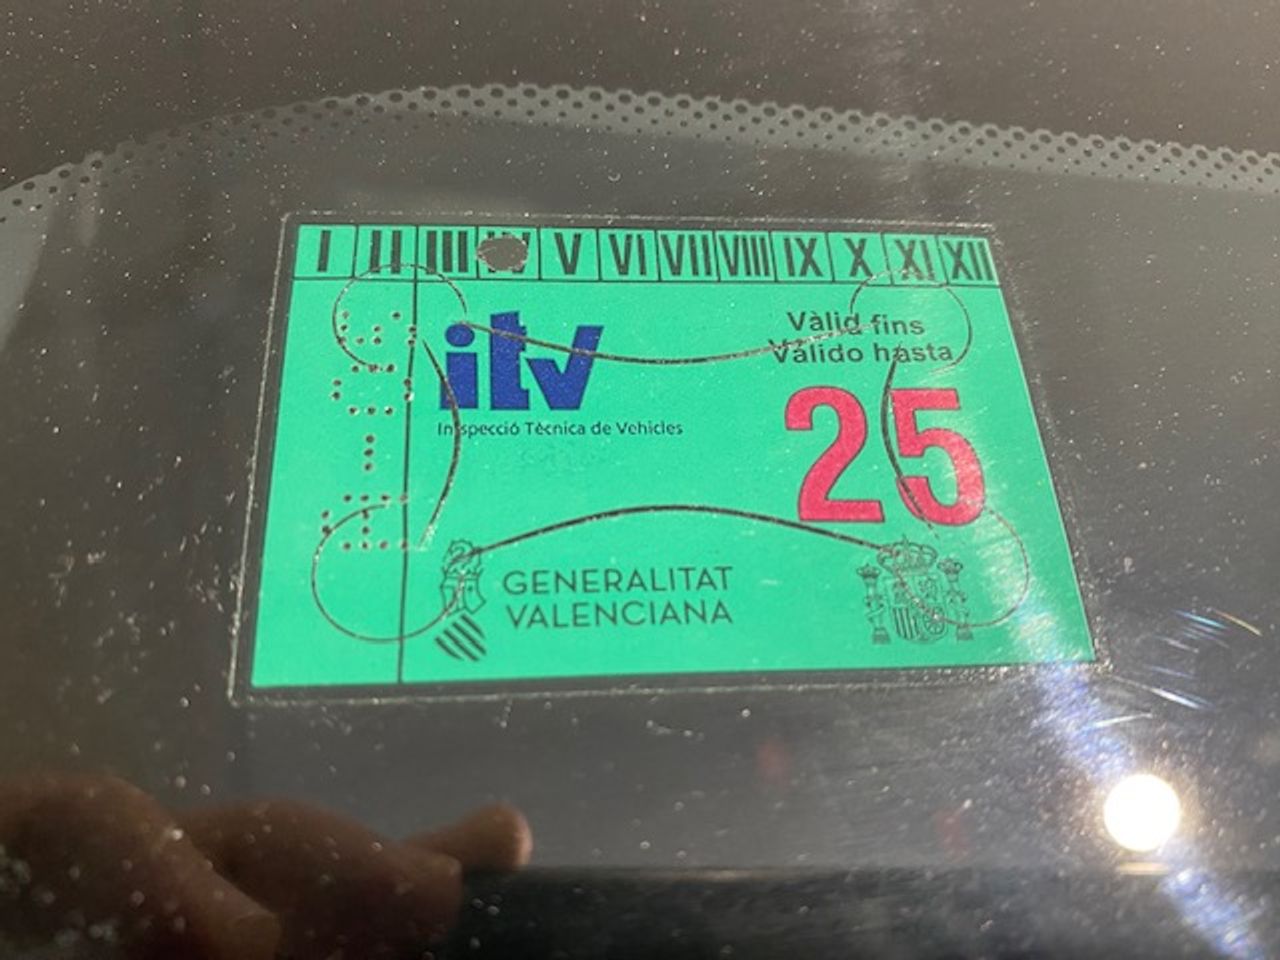 I II III V VI VII VIII IX X XI XII
itv
Inspecció Tècnica de Vehicles
Vàlid fins
Válido hasta
25
GENERALITAT
VALENCIANA